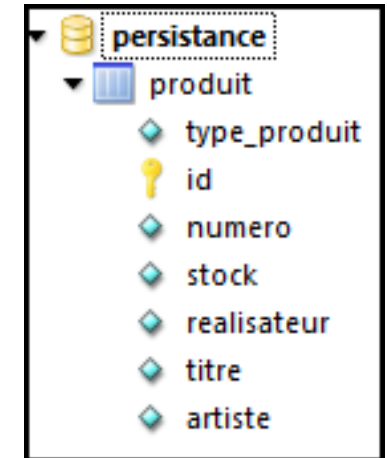 persistance
produit
type_produit
id
numero
stock
realisateur
titre
artiste